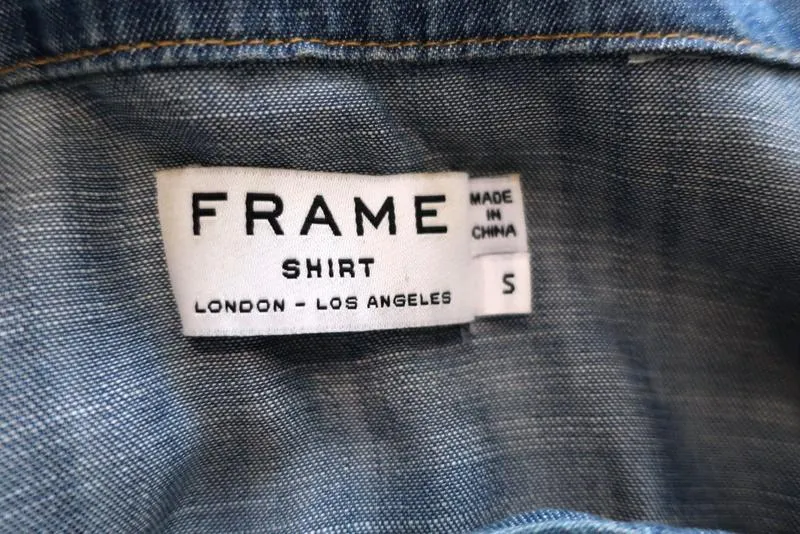 FRAME
SHIRT
LONDON - LOS ANGELES
MADE
IN
CHINA
S